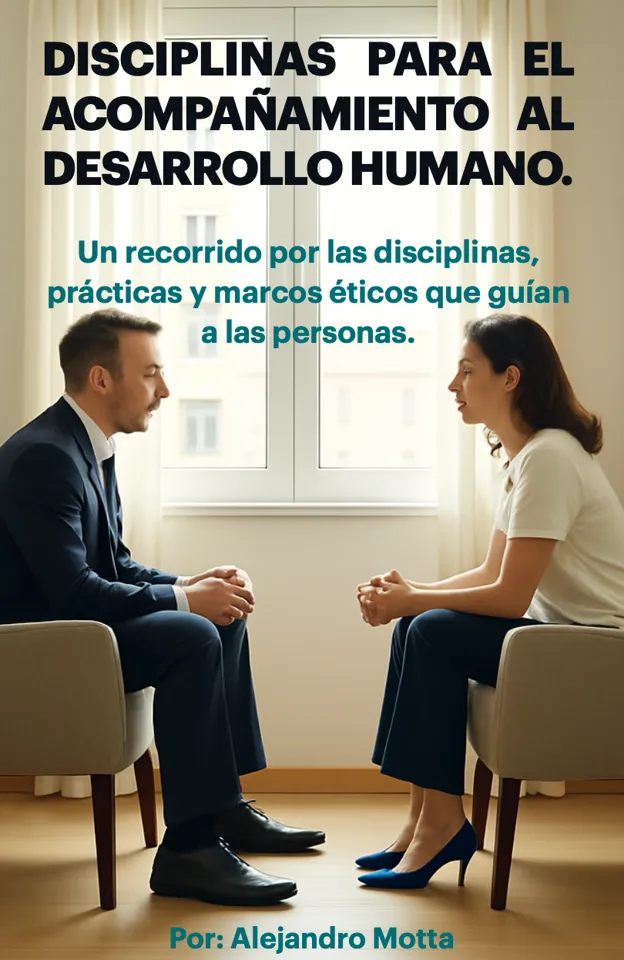 DISCIPLINAS PARA EL
ACOMPAÑAMIENTO AL
DESARROLLO HUMANO.
Un recorrido por las disciplinas,
prácticas y marcos éticos que guían
a las personas.
Por: Alejandro Motta